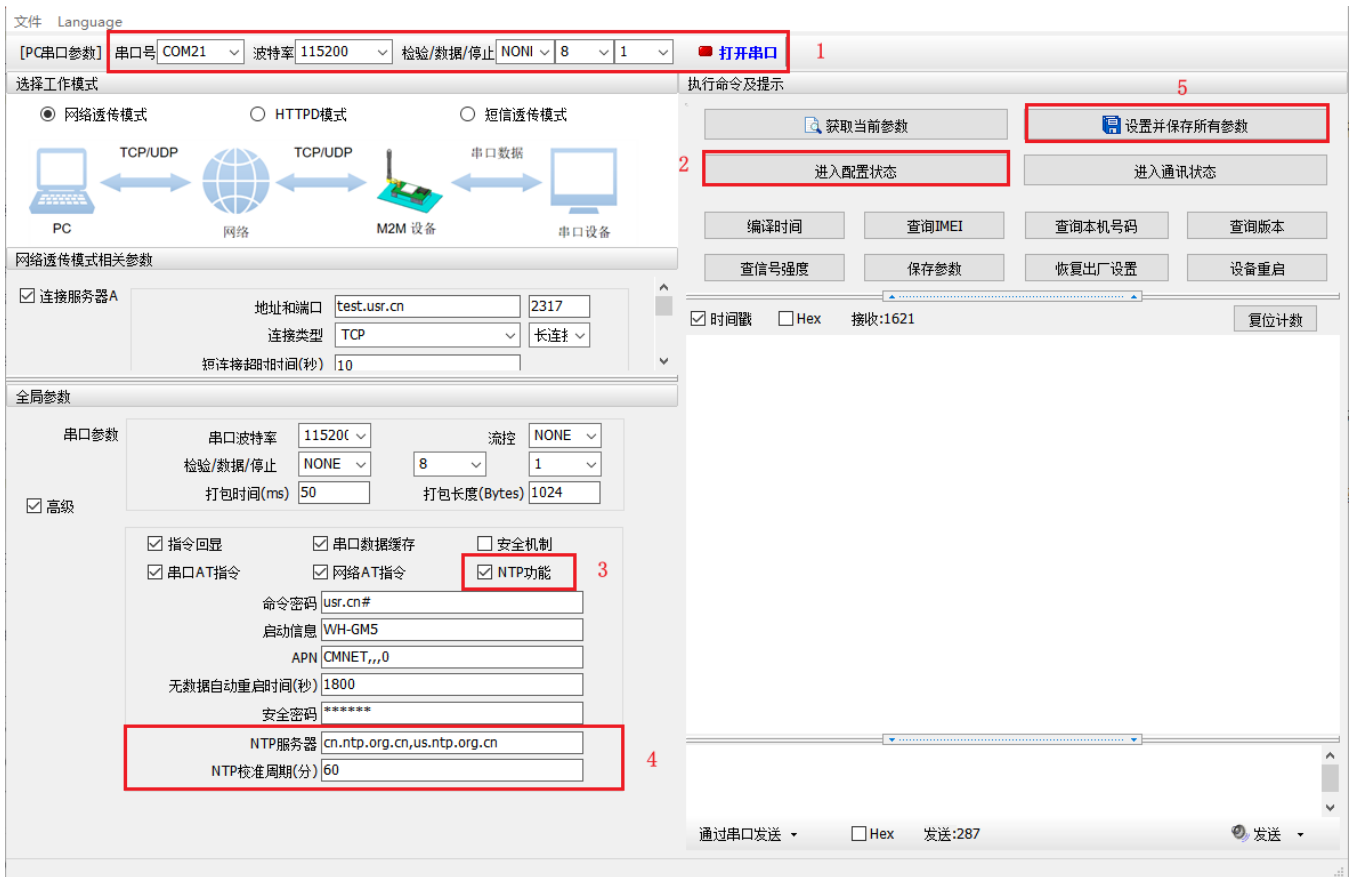 文件 Language
[PC串口参数] 串口号 COM21 波特率 115200 检验/数据/停止 NONI 8 1 打开串口 1
选择工作模式
网络透传模式 HTTPD模式 短信透传模式
TCP/UDP TCP/UDP 串口数据
PC 网络 M2M 设备 串口设备
网络透传模式相关参数
连接服务器A
地址和端口 test.usr.cn 2317
连接类型 TCP 长连接
短连接超时时间(秒) 10
全局参数
串口参数 串口波特率 11520( 流控 NONE
检验/数据/停止 NONE 8 1
打包时间(ms) 50 打包长度(Bytes) 1024
高级
指令回显 串口数据缓存 安全机制
串口AT指令 网络AT指令 NTP功能 3
命令密码 usr.cn#
启动信息 WH-GM5
APN CMNET,,,0
无数据自动重启时间(秒) 1800
安全密码 ******
NTP服务器 cn.ntp.org.cn,us.ntp.org.cn
NTP校准周期(分) 60
4
执行命令及提示
5
获取当前参数 设置并保存所有参数
2 进入配置状态 进入通讯状态
编译时间 查询IMEI 查询本机号码 查询版本
查信号强度 保存参数 恢复出厂设置 设备重启
时间戳 Hex 接收:1621 复位计数
通过串口发送 Hex 发送:287 发送